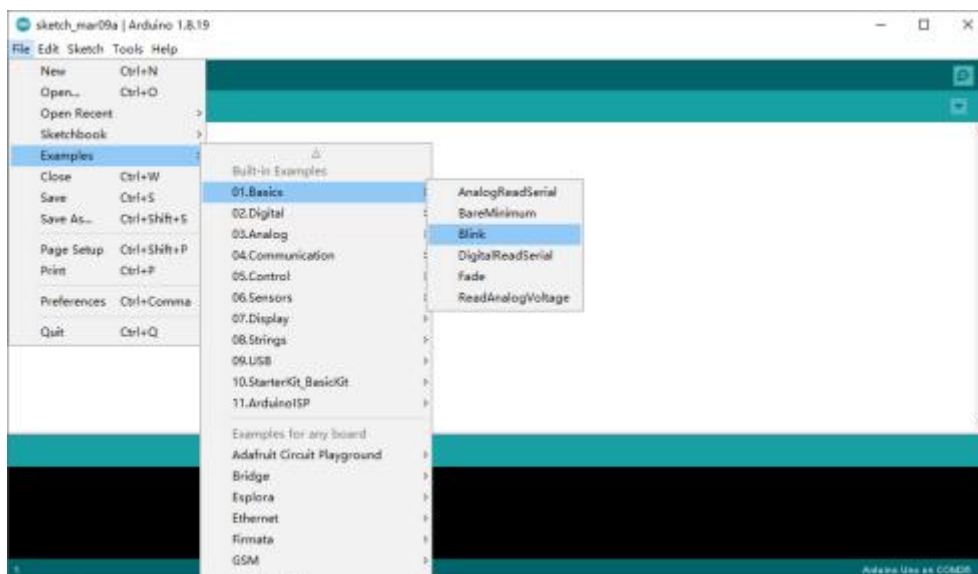 sketch_mar09a | Arduino 1.8.19
File Edit Sketch Tools Help
New Ctrl+N
Open... Ctrl+O
Open Recent
Sketchbook
Examples
Close Ctrl+W
Save Ctrl+S
Save As... Ctrl+Shift+S
Page Setup Ctrl+Shift+P
Print Ctrl+P
Preferences Ctrl+Comma
Quit Ctrl+Q
Built-in Examples
01.Basics
02.Digital
03.Analog
04.Communication
05.Control
06.Sensors
07.Display
08.Strings
09.USB
10.StarterKit_BasicKit
11.ArduinoISP
Examples for any board
Adafruit Circuit Playground
Bridge
Esplora
Ethernet
Firmata
GSM
AnalogReadSerial
BareMinimum
Blink
DigitalReadSerial
Fade
ReadAnalogVoltage
1
Arduino Uno on